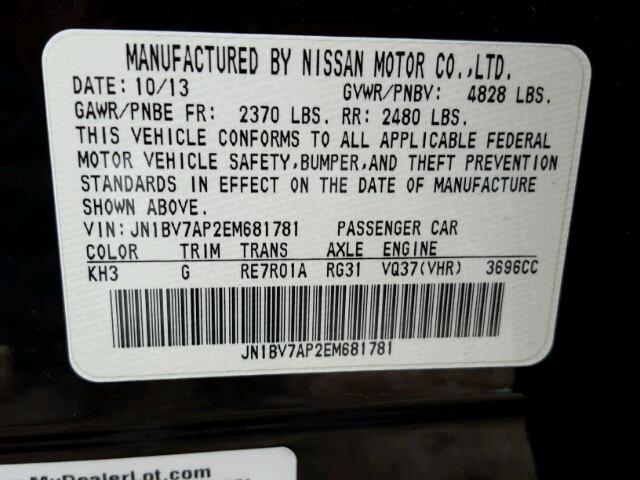 MANUFACTURED BY NISSAN MOTOR CO.,LTD.
DATE: 10/13 GVWR/PNBV: 4828 LBS.
GAWR/PNBE FR: 2370 LBS. RR: 2480 LBS.
THIS VEHICLE CONFORMS TO ALL APPLICABLE FEDERAL
MOTOR VEHICLE SAFETY,BUMPER,AND THEFT PREVENTION
STANDARDS IN EFFECT ON THE DATE OF MANUFACTURE
SHOWN ABOVE.
VIN: JN1BV7AP2EM681781 PASSENGER CAR
COLOR TRIM TRANS AXLE ENGINE
KH3 G RE7R01A RG31 VQ37(VHR) 3696CC
JN1BV7AP2EM681781
MyDealerLot.com